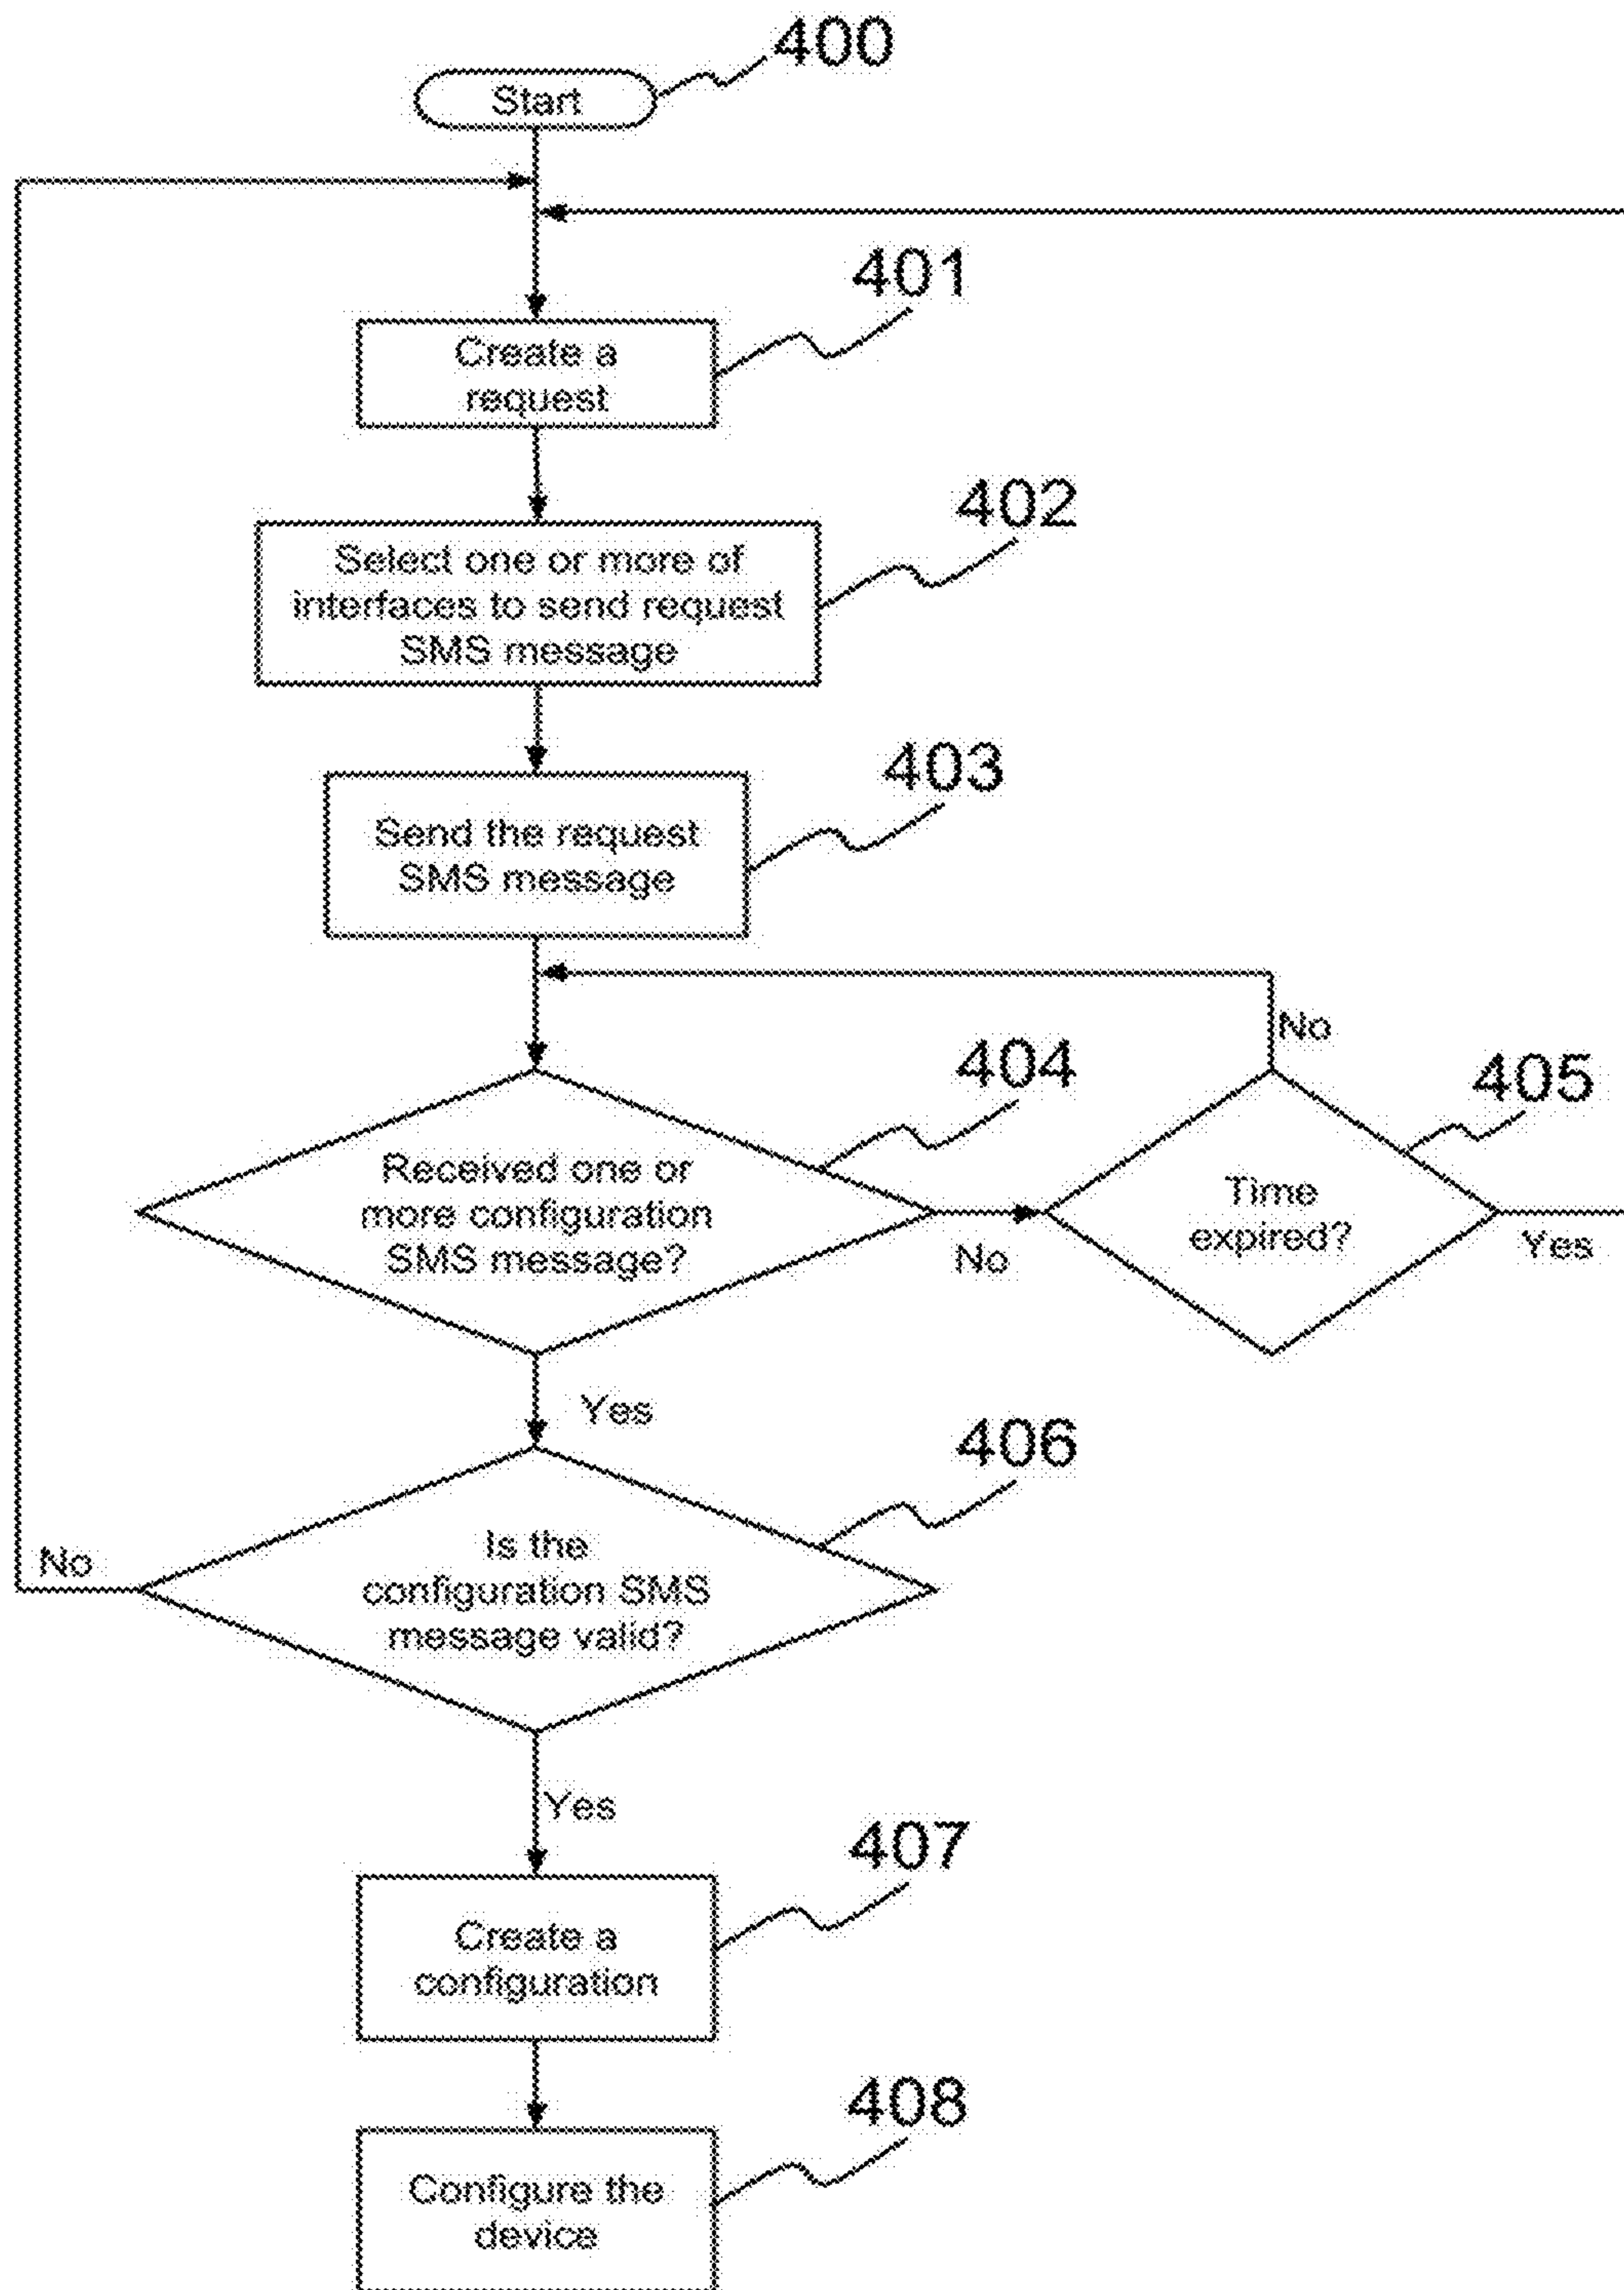 400
Start
401
Create a
request
402
Select one or more of
interfaces to send request
SMS message
403
Send the request
SMS message
No
404
405
Received one or
more configuration
SMS message?
No
Time
expired?
Yes
Yes
406
Is the
configuration SMS
message valid?
No
Yes
407
Create a
configuration
408
Configure the
device